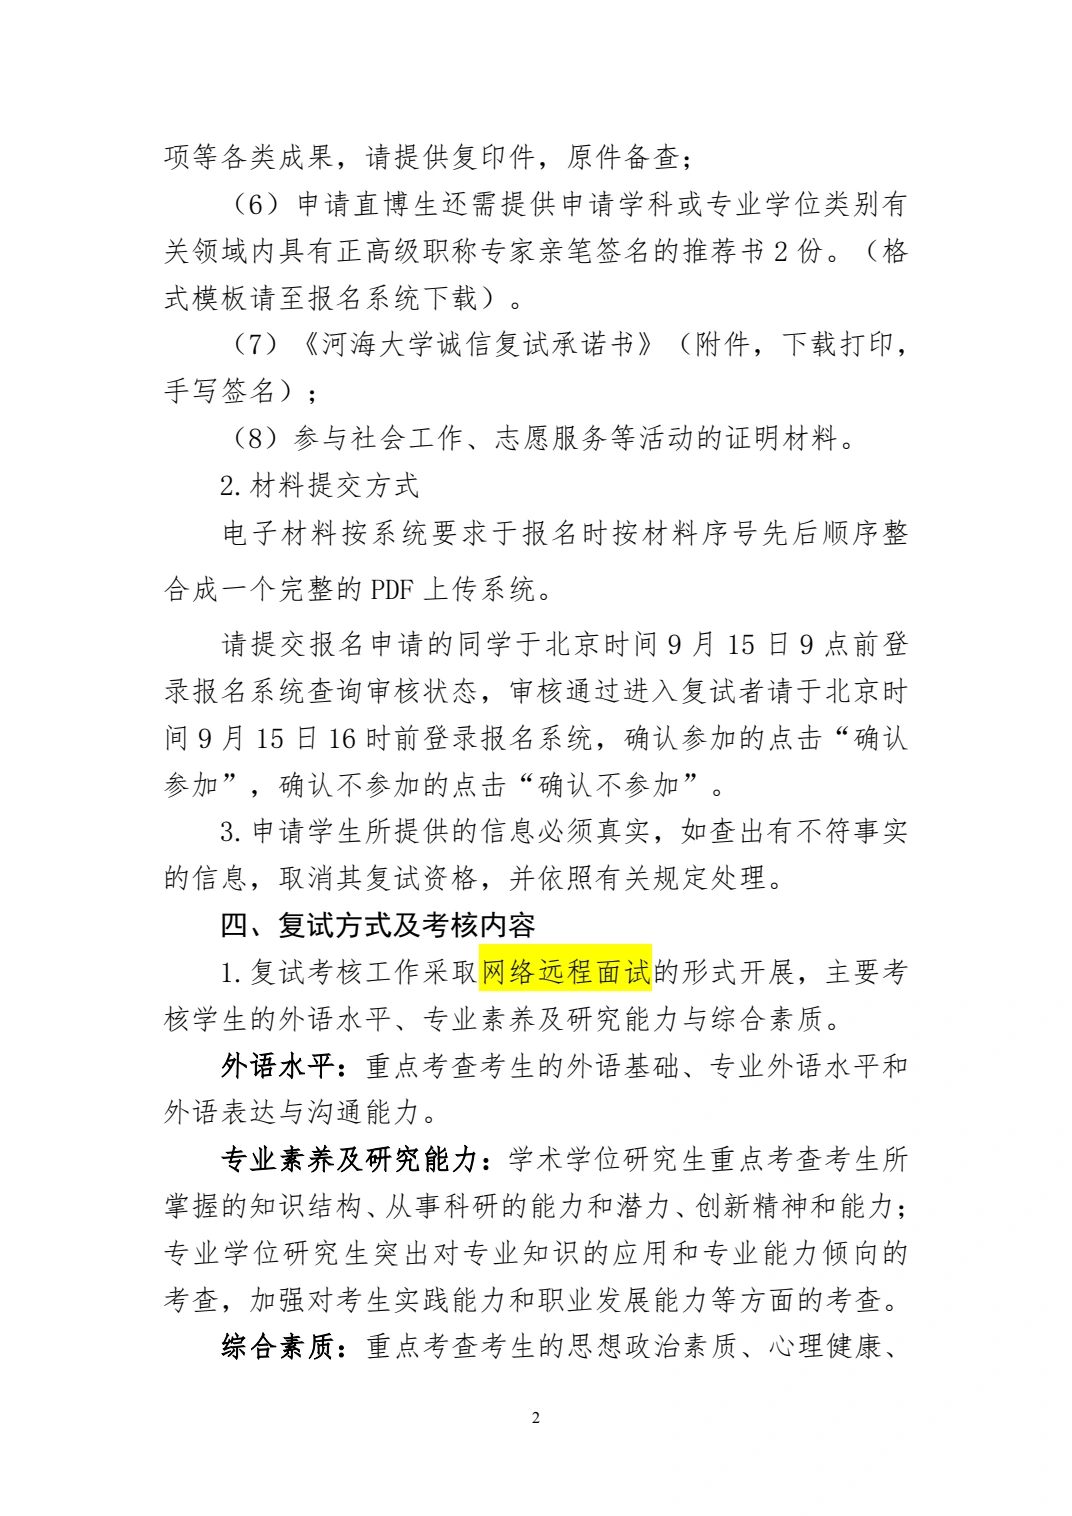 项等各类成果，请提供复印件，原件备查；
（6）申请直博生还需提供申请学科或专业学位类别有
关领域内具有正高级职称专家亲笔签名的推荐书 2 份。（格
式模板请至报名系统下载）。
（7）《河海大学诚信复试承诺书》（附件，下载打印，
手写签名）；
（8）参与社会工作、志愿服务等活动的证明材料。
2.材料提交方式
电子材料按系统要求于报名时按材料序号先后顺序整
合成一个完整的 PDF 上传系统。
请提交报名申请的同学于北京时间 9 月 15 日 9 点前登
录报名系统查询审核状态，审核通过进入复试者请于北京时
间 9 月 15 日 16 时前登录报名系统，确认参加的点击“确认
参加”，确认不参加的点击“确认不参加”。
3.申请学生所提供的信息必须真实，如查出有不符事实
的信息，取消其复试资格，并依照有关规定处理。
四、复试方式及考核内容
1.复试考核工作采取网络远程面试的形式开展，主要考
核学生的外语水平、专业素养及研究能力与综合素质。
外语水平：重点考查考生的外语基础、专业外语水平和
外语表达与沟通能力。
专业素养及研究能力：学术学位研究生重点考查考生所
掌握的知识结构、从事科研的能力和潜力、创新精神和能力；
专业学位研究生突出对专业知识的应用和专业能力倾向的
考查，加强对考生实践能力和职业发展能力等方面的考查。
综合素质：重点考查考生的思想政治素质、心理健康、
2